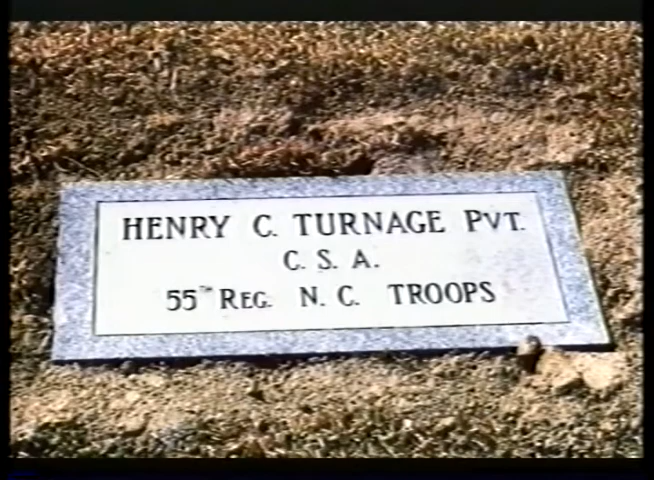 HENRY C. TURNAGE PVT.
C. S. A.
55TH REG. N. C. TROOPS